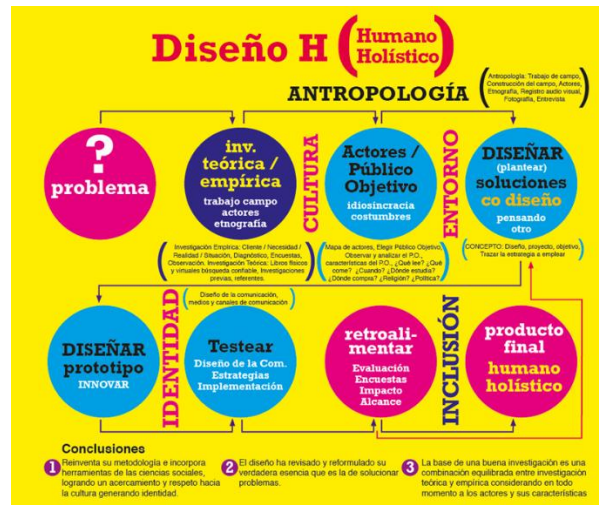 Diseño H (Humano
Holístico)
ANTROPOLOGÍA
(Antropología: Trabajo de campo,
Construcción del campo, Actores,
Etnografía, Registro audio visual,
Fotografía, Entrevista)
?
problema
inv.
teórica /
empírica
trabajo campo
actores
etnografía
CULTURA
Actores /
Público
Objetivo
idiosincracia
costumbres
ENTORNO
DISEÑAR
(plantear)
soluciones
co diseño
pensando
otro
(Investigación Empírica: Cliente / Necesidad /
Realidad / Situación, Diagnóstico, Encuestas,
Observación. Investigación Teórica: Libros físicos
y virtuales búsqueda confiable, Investigaciones
previas, referentes)
(Mapa de actores, Elegir Público Objetivo,
Observar y analizar el P.O.,
características del P.O., ¿Qué lee? ¿Qué
come? ¿Cuando? ¿Dónde estudia?
¿Dónde compra? ¿Religión? ¿Política?)
(CONCEPTO: Diseño, proyecto, objetivo,
Trazar la estrategia a emplear)
DISEÑAR
prototipo
INNOVAR
IDENTIDAD
(Diseño de la comunicación,
medios y canales de comunicación)
Testear
Diseño de la Com.
Estrategias
Implementación
retroali-
mentar
Evaluación
Encuestas
Impacto
Alcance
INCLUSIÓN
producto
final
humano
holístico
Conclusiones
1 Reinventa su metodología e incorpora
herramientas de las ciencias sociales,
logrando un acercamiento y respeto hacia
la cultura generando identidad.
2 El diseño ha revisado y reformulado su
verdadera esencia que es la de solucionar
problemas.
3 La base de una buena investigación es una
combinación equilibrada entre investigación
teórica y empírica considerando en todo
momento a los actores y sus características